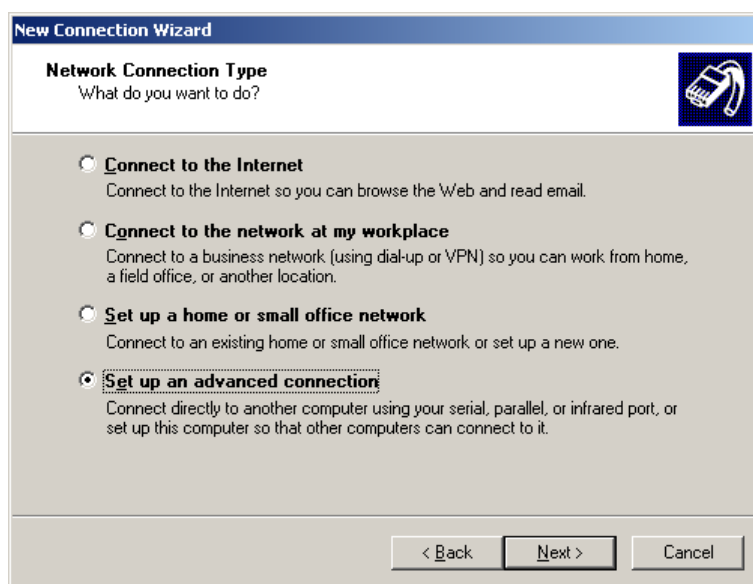 New Connection Wizard
Network Connection Type
What do you want to do?
Connect to the Internet
Connect to the Internet so you can browse the Web and read email.
Connect to the network at my workplace
Connect to a business network (using dial-up or VPN) so you can work from home,
a field office, or another location.
Set up a home or small office network
Connect to an existing home or small office network or set up a new one.
Set up an advanced connection
Connect directly to another computer using your serial, parallel, or infrared port, or
set up this computer so that other computers can connect to it.
< Back Next > Cancel